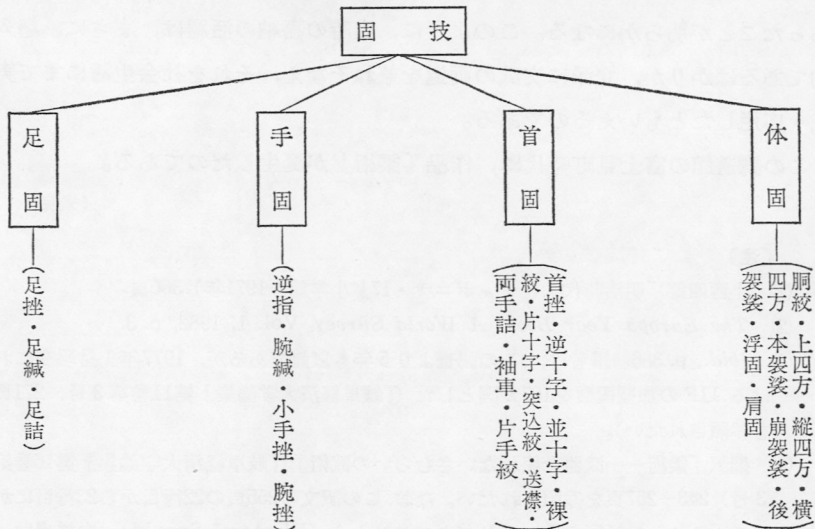 固技
体固
(胴絞・上四方・縦四方・横
四方・本袈裟・崩袈裟・後
袈裟・浮固・肩固)
首固
(首挫・逆十字・並十字・裸
絞・片十字・突込絞・送襟・
両手詰・袖車・片手絞)
手固
(逆指・腕緘 小手挫・腕挫)
足固
(足挫・足緘 足詰)